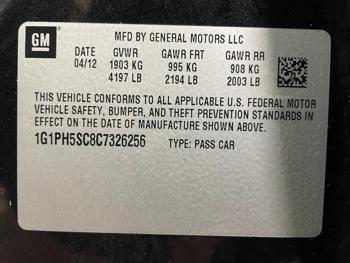 GM
MFD BY GENERAL MOTORS LLC
DATE GVWR GAWR FRT GAWR RR
04/12 1903 KG 995 KG 908 KG
4197 LB 2194 LB 2003 LB
THIS VEHICLE CONFORMS TO ALL APPLICABLE U.S. FEDERAL MOTOR
VEHICLE SAFETY, BUMPER, AND THEFT PREVENTION STANDARDS IN
EFFECT ON THE DATE OF MANUFACTURE SHOWN ABOVE.
1G1PH5SC8C7326256 TYPE: PASS CAR